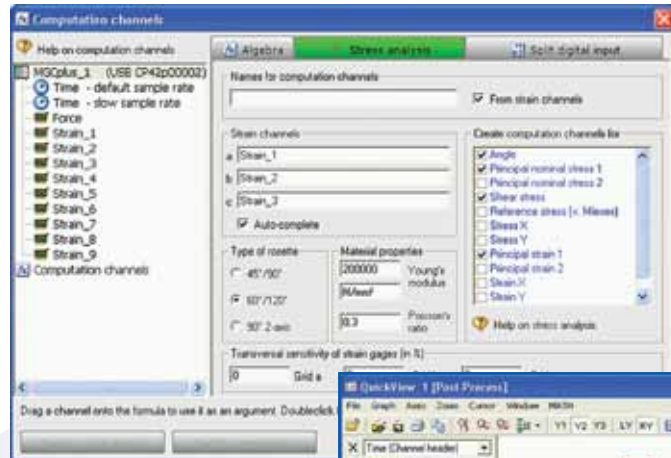 Computation channels
Help on computation channels
MGCplus_1 (USB CP42p00002)
Time - default sample rate
Time - slow sample rate
Force
Strain_1
Strain_2
Strain_3
Strain_4
Strain_5
Strain_6
Strain_7
Strain_8
Strain_9
Computation channels
Algebra
Stress analysis
Split digital input
Names for computation channels
From strain channels
Strain channels
a Strain_1
b Strain_2
c Strain_3
Auto-complete
Create computation channels for
Angle
Principal nominal stress 1
Principal nominal stress 2
Shear stress
Reference stress (v. Mieses)
Stress X
Stress Y
Principal strain 1
Principal strain 2
Strain X
Strain Y
Help on stress analysis
Type of rosette
45°/90°
60°/120°
90° 2-axis
Material properties
200000 Young's modulus
N/mm²
0.3 Poisson's ratio
Transversal sensitivity of strain gages (in %)
0 Grid a
Drag a channel onto the formula to use it as an argument. Doubleclick
QuickView_1 [Post-Process]
File Graph Axes Zoom Cursor Window MATH
Y1 Y2 Y3 LY RY
X Time (Channel header)